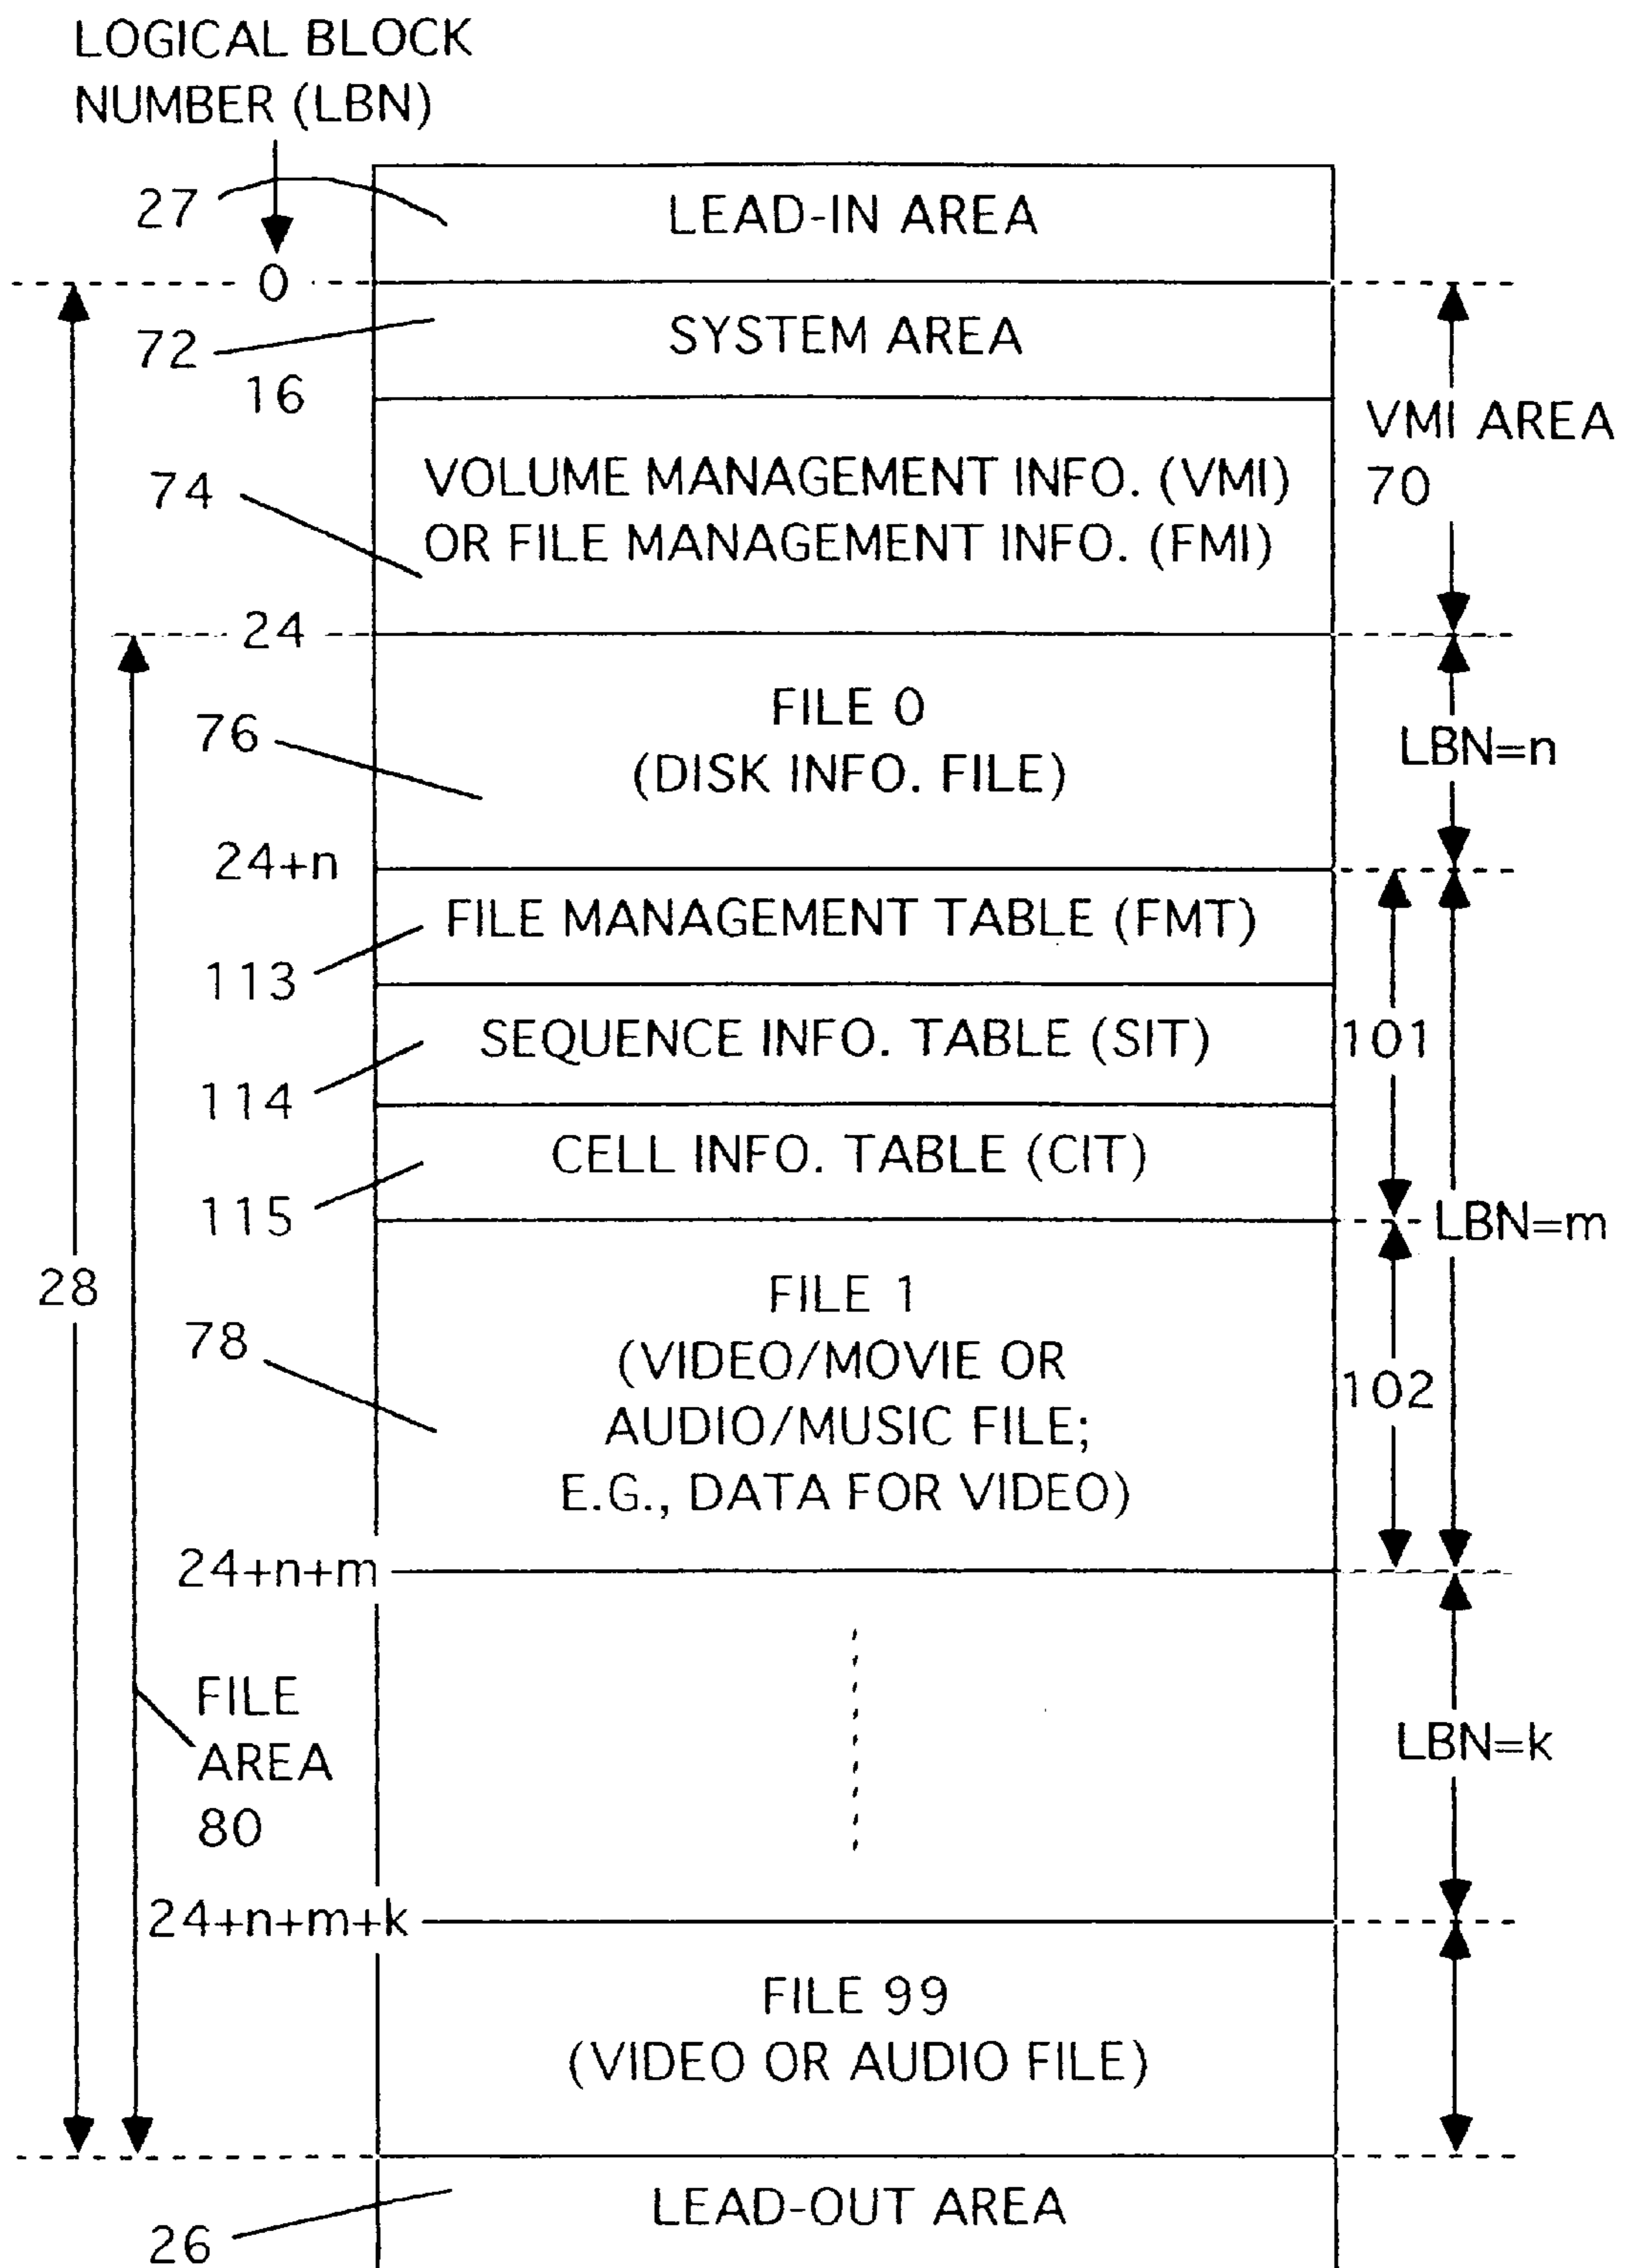 LOGICAL BLOCK
NUMBER (LBN)
27
LEAD-IN AREA
0
72
SYSTEM AREA
16
VMI AREA
70
74
VOLUME MANAGEMENT INFO. (VMI)
OR FILE MANAGEMENT INFO. (FMI)
24
76
FILE 0
(DISK INFO. FILE)
LBN=n
24+n
FILE MANAGEMENT TABLE (FMT)
113
SEQUENCE INFO. TABLE (SIT)
101
114
CELL INFO. TABLE (CIT)
115
LBN=m
28
78
FILE 1
(VIDEO/MOVIE OR
AUDIO/MUSIC FILE;
E.G., DATA FOR VIDEO)
102
24+n+m
FILE
AREA
80
LBN=k
24+n+m+k
FILE 99
(VIDEO OR AUDIO FILE)
LEAD-OUT AREA
26